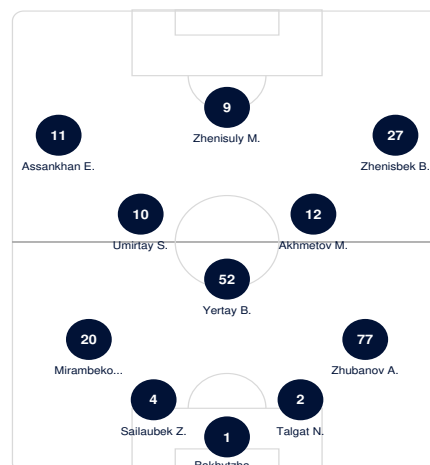 9
Zhenisuly M.
11
Assankhan E.
27
Zhenisbek B.
10
Umirtay S.
12
Akhmetov M.
52
Yertay B.
20
Mirambeko...
77
Zhubanov A.
4
Sailaubek Z.
2
Talgat N.
1